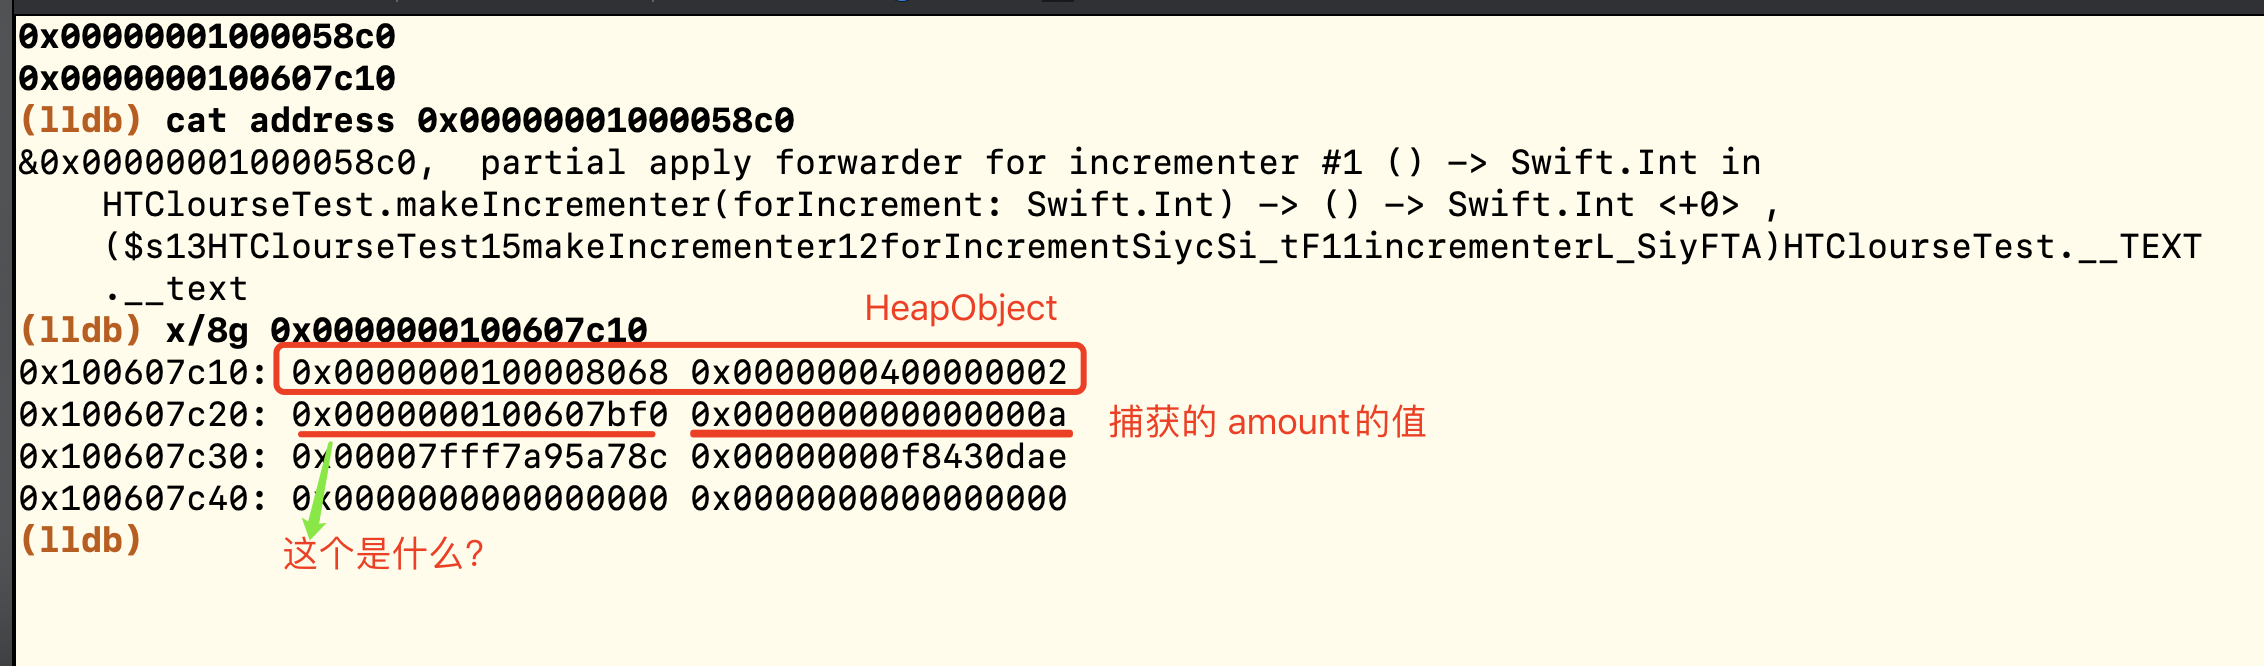 0x00000001000058c0
0x0000000100607c10
(lldb) cat address 0x00000001000058c0
&0x00000001000058c0,  partial apply forwarder for incrementer #1 () -> Swift.Int in
HTClourseTest.makeIncrementer(forIncrement: Swift.Int) -> () -> Swift.Int <+0> ,
($s13HTClourseTest15makeIncrementer12forIncrementSiycSi_tF11incrementerL_SiyFTA)HTClourseTest.__TEXT
.__text
HeapObject
(lldb) x/8g 0x0000000100607c10
0x100607c10: 0x0000000100008068 0x0000000400000002
0x100607c20: 0x0000000100607bf0 0x000000000000000a 捕获的 amount的值
0x100607c30: 0x00007fff7a95a78c 0x00000000f8430dae
0x100607c40: 0x0000000000000000 0x0000000000000000
(lldb)
这个是什么?